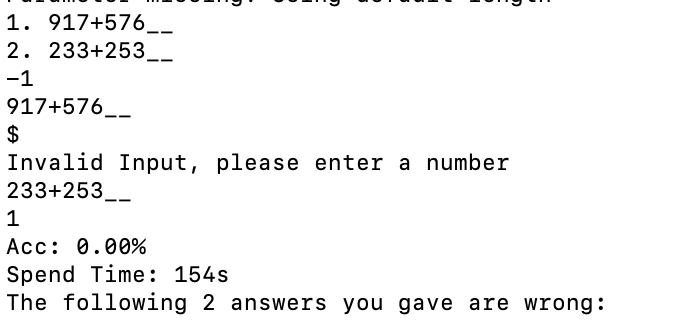 1. 917+576__
2. 233+253__
-1
917+576__
$
Invalid Input, please enter a number
233+253__
1
Acc: 0.00%
Spend Time: 154s
The following 2 answers you gave are wrong: